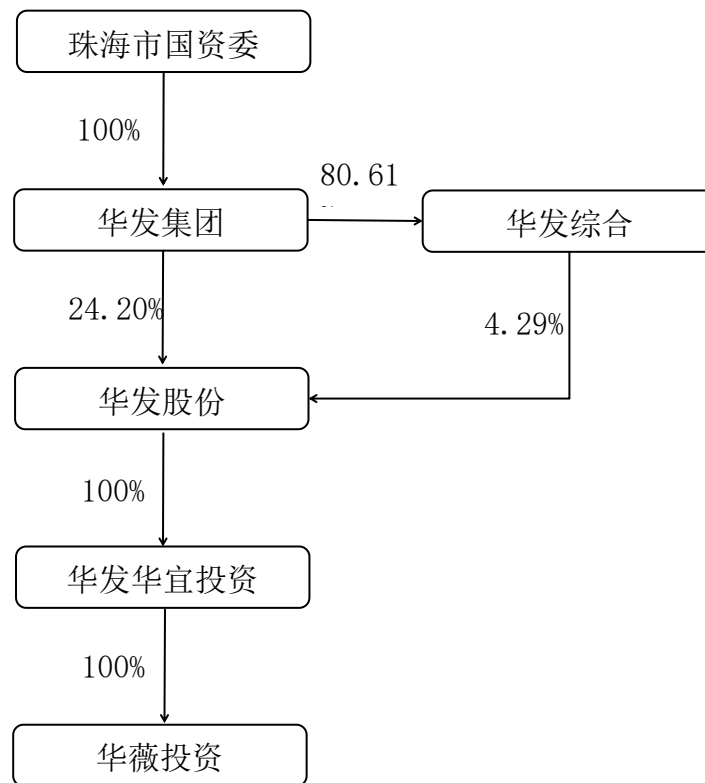 珠海市国资委
100%
80.61
华发集团
华发综合
24.20%
4.29%
华发股份
100%
华发华宜投资
100%
华薇投资